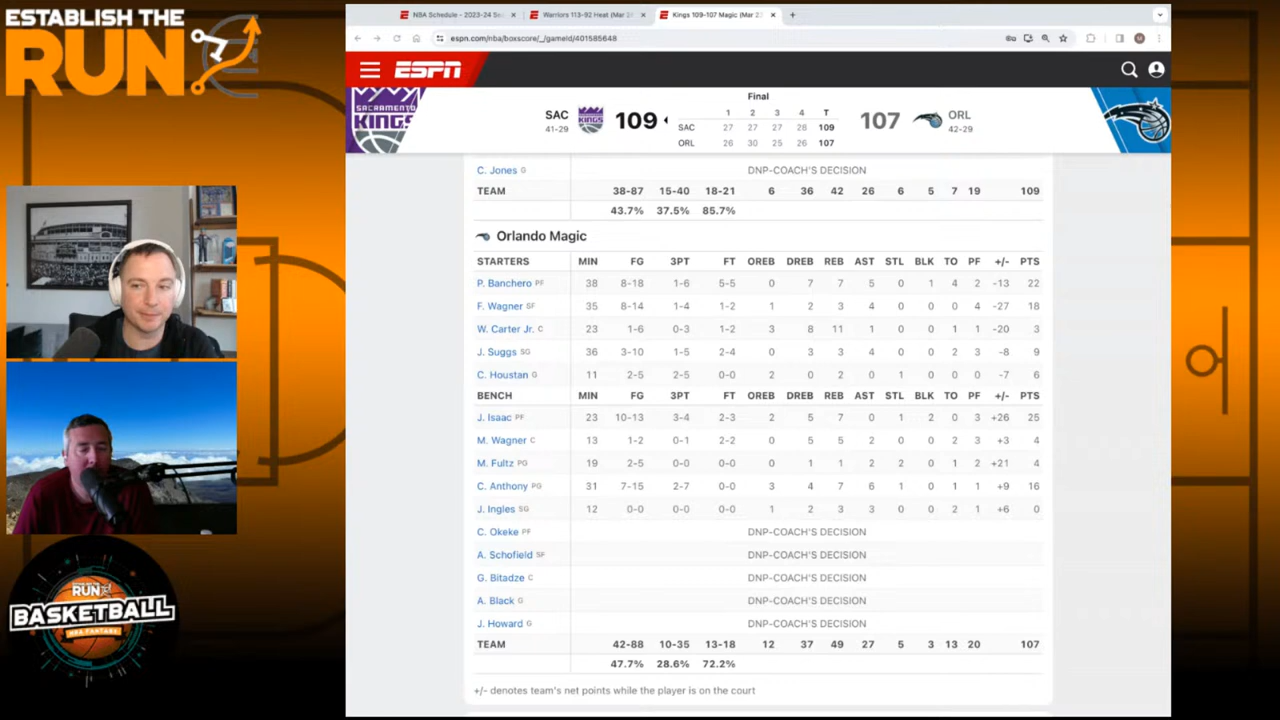 ESTABLISH THE
RUN
NBA Schedule - 2023-24 Se
Warriors 113-92 Heat (Mar 2
Kings 109-107 Magic (Mar 23
espn.com/nba/boxscore/_/gameId/401585648
ESPN
SACRAMENTO
KINGS
SAC
41-29
109
Final
1 2 3 4 T
SAC 27 27 27 28 109
ORL 26 30 25 26 107
107
ORL
42-29
C. Jones G DNP-COACH'S DECISION
TEAM 38-87 15-40 18-21 6 36 42 26 6 5 7 19 109
43.7% 37.5% 85.7%
Orlando Magic
STARTERS MIN FG 3PT FT OREB DREB REB AST STL BLK TO PF +/- PTS
P. Banchero PF 38 8-18 1-6 5-5 0 7 7 5 0 1 4 2 -13 22
F. Wagner SF 35 8-14 1-4 1-2 1 2 3 4 0 0 0 4 -27 18
W. Carter Jr. C 23 1-6 0-3 1-2 3 8 11 1 0 0 1 1 -20 3
J. Suggs SG 36 3-10 1-5 2-4 0 3 3 4 0 0 2 3 -8 9
C. Houstan G 11 2-5 2-5 0-0 2 0 2 0 1 0 0 0 -7 6
BENCH MIN FG 3PT FT OREB DREB REB AST STL BLK TO PF +/- PTS
J. Isaac PF 23 10-13 3-4 2-3 2 5 7 0 1 2 0 3 +26 25
M. Wagner C 13 1-2 0-1 2-2 0 5 5 2 0 0 2 3 +3 4
M. Fultz PG 19 2-5 0-0 0-0 0 1 1 2 2 0 1 2 +21 4
C. Anthony PG 31 7-15 2-7 0-0 3 4 7 6 1 0 1 1 +9 16
J. Ingles SG 12 0-0 0-0 0-0 1 2 3 3 0 0 2 1 +6 0
C. Okeke PF DNP-COACH'S DECISION
A. Schofield SF DNP-COACH'S DECISION
G. Bitadze C DNP-COACH'S DECISION
A. Black G DNP-COACH'S DECISION
J. Howard G DNP-COACH'S DECISION
TEAM 42-88 10-35 13-18 12 37 49 27 5 3 13 20 107
47.7% 28.6% 72.2%
+/- denotes team's net points while the player is on the court
RUN
BASKETBALL
NBA FANTASY